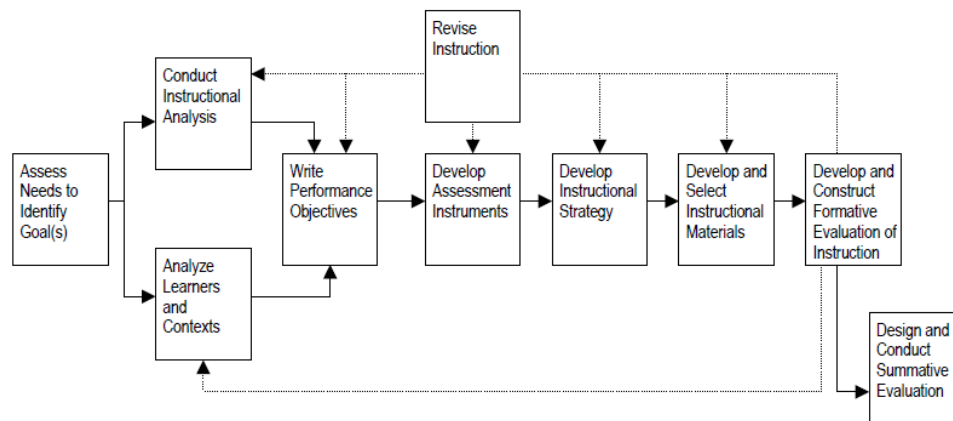 Revise
Instruction
Conduct
Instructional
Analysis
Assess
Needs to
Identify
Goal(s)
Write
Performance
Objectives
Develop
Assessment
Instruments
Develop
Instructional
Strategy
Develop and
Select
Instructional
Materials
Develop and
Construct
Formative
Evaluation of
Instruction
Analyze
Learners
and
Contexts
Design and
Conduct
Summative
Evaluation